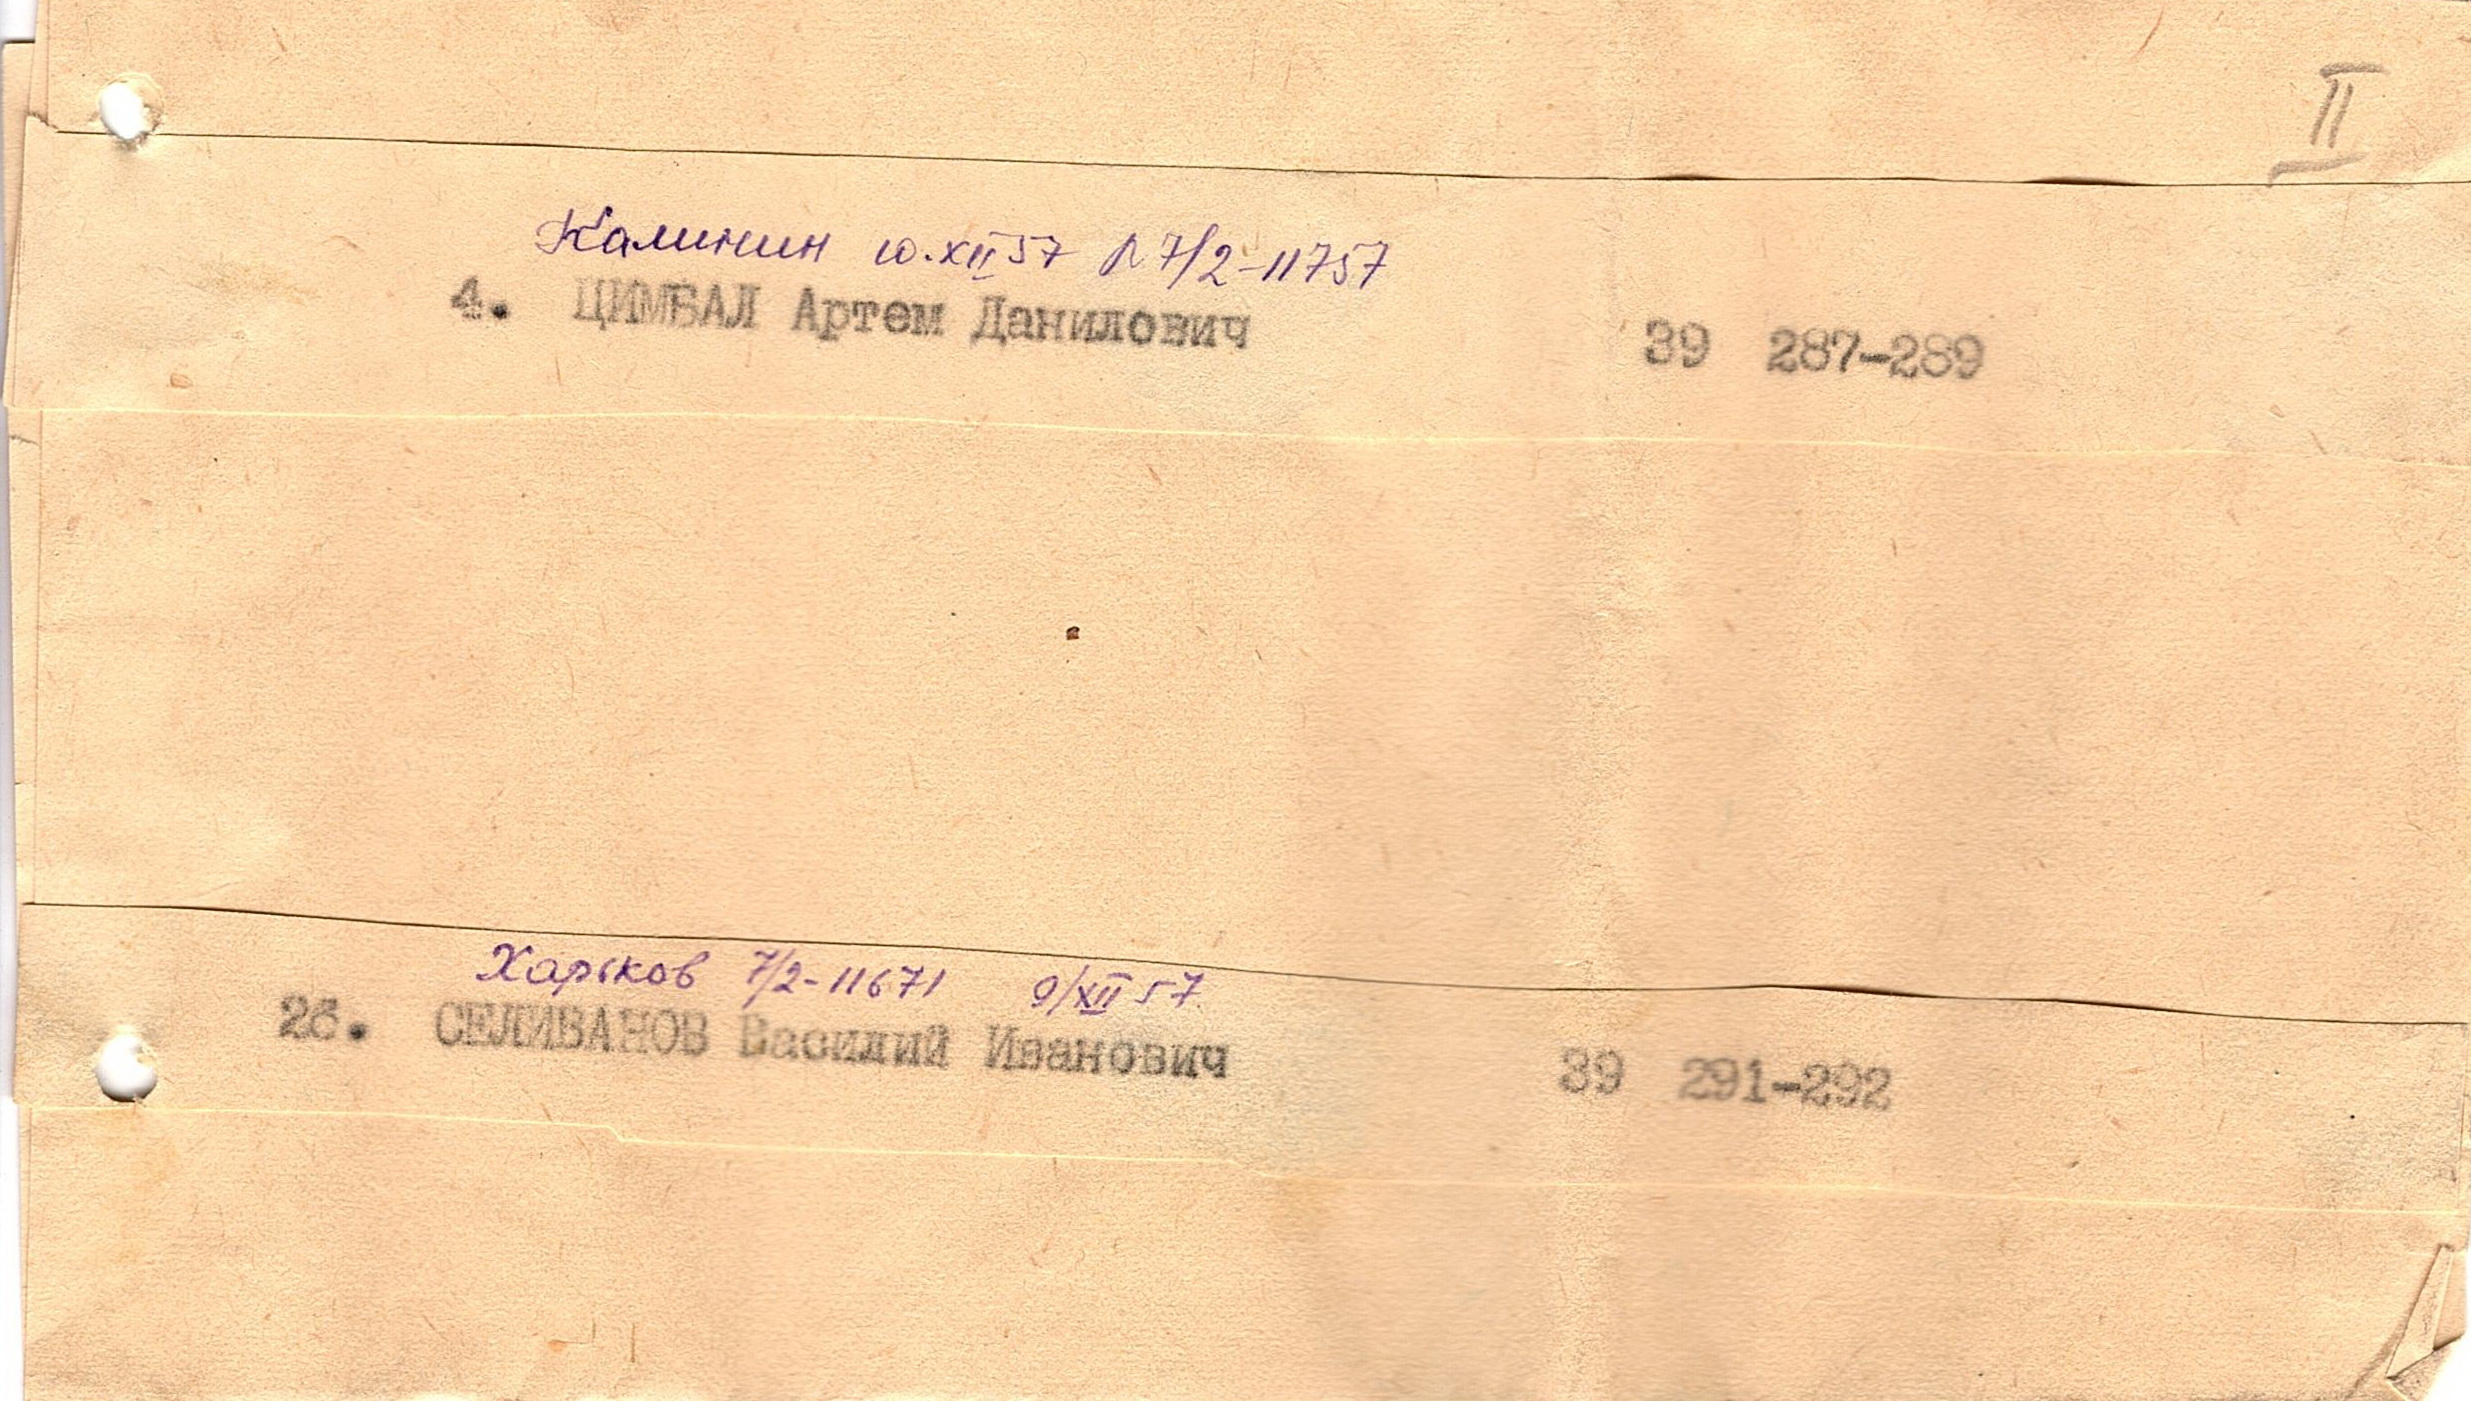 II
Калинин 10.XII 57 № 7/2-11757
4. ЦИМБАЛ Артем Данилович 39 287-289
Харьков 7/2-11671 9/XII 57
26. СЕЛИВАНОВ Василий Иванович 39 291-292